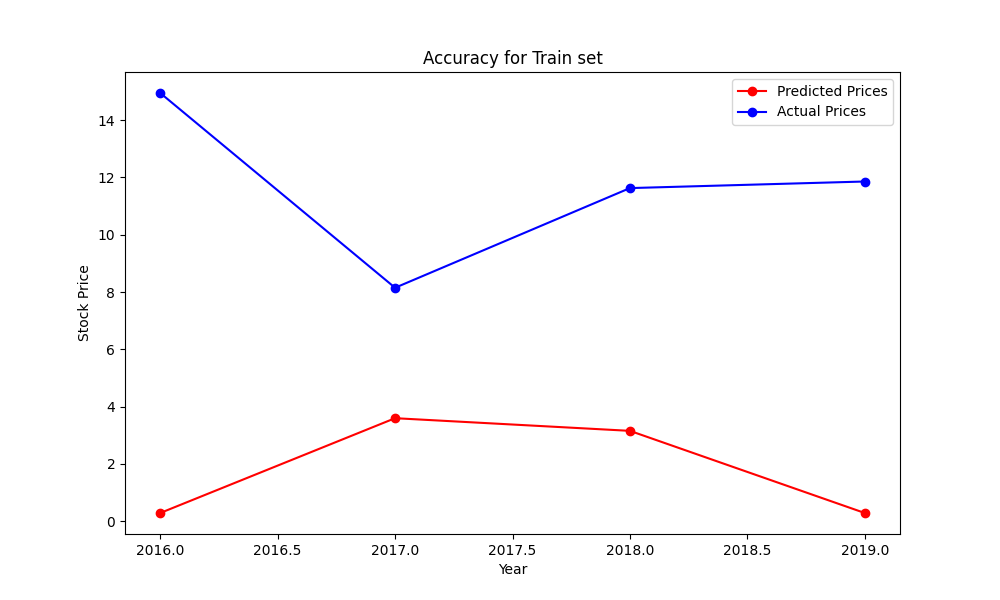 Accuracy for Train set
Predicted Prices
Actual Prices
Stock Price
14
12
10
8
6
4
2
0
2016.0 2016.5 2017.0 2017.5 2018.0 2018.5 2019.0
Year